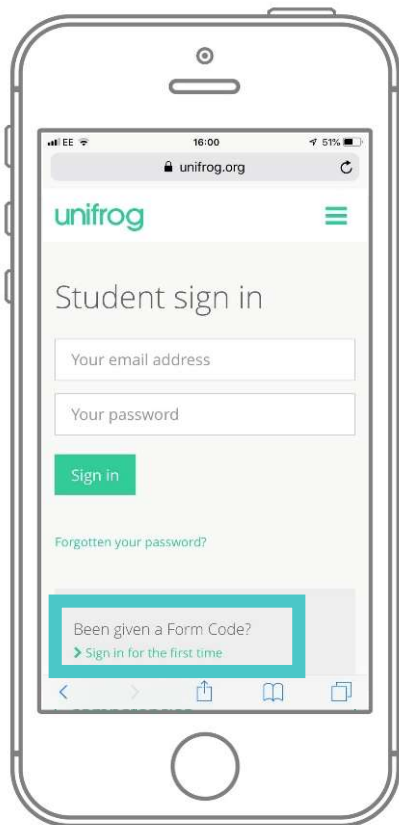 EE 16:00 51%
unifrog.org
unifrog
Student sign in
Your email address
Your password
Sign in
Forgotten your password?
Been given a Form Code?
Sign in for the first time